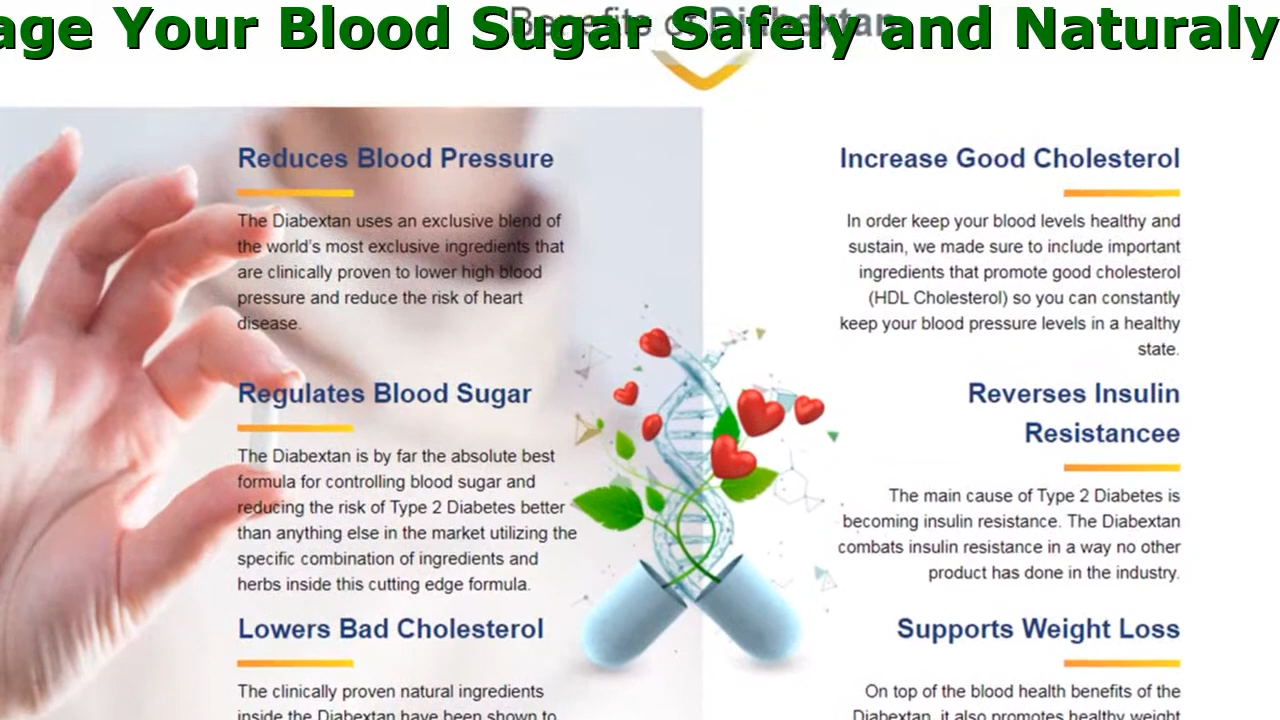 age Your Blood Sugar Safely and Naturaly
Benefits of Diabextan
Reduces Blood Pressure
The Diabextan uses an exclusive blend of
the world's most exclusive ingredients that
are clinically proven to lower high blood
pressure and reduce the risk of heart
disease.
Regulates Blood Sugar
The Diabextan is by far the absolute best
formula for controlling blood sugar and
reducing the risk of Type 2 Diabetes better
than anything else in the market utilizing the
specific combination of ingredients and
herbs inside this cutting edge formula.
Lowers Bad Cholesterol
The clinically proven natural ingredients
inside the Diabextan have been shown to
Increase Good Cholesterol
In order keep your blood levels healthy and
sustain, we made sure to include important
ingredients that promote good cholesterol
(HDL Cholesterol) so you can constantly
keep your blood pressure levels in a healthy
state.
Reverses Insulin
Resistancee
The main cause of Type 2 Diabetes is
becoming insulin resistance. The Diabextan
combats insulin resistance in a way no other
product has done in the industry.
Supports Weight Loss
On top of the blood health benefits of the
Diabextan, it also promotes healthy weight